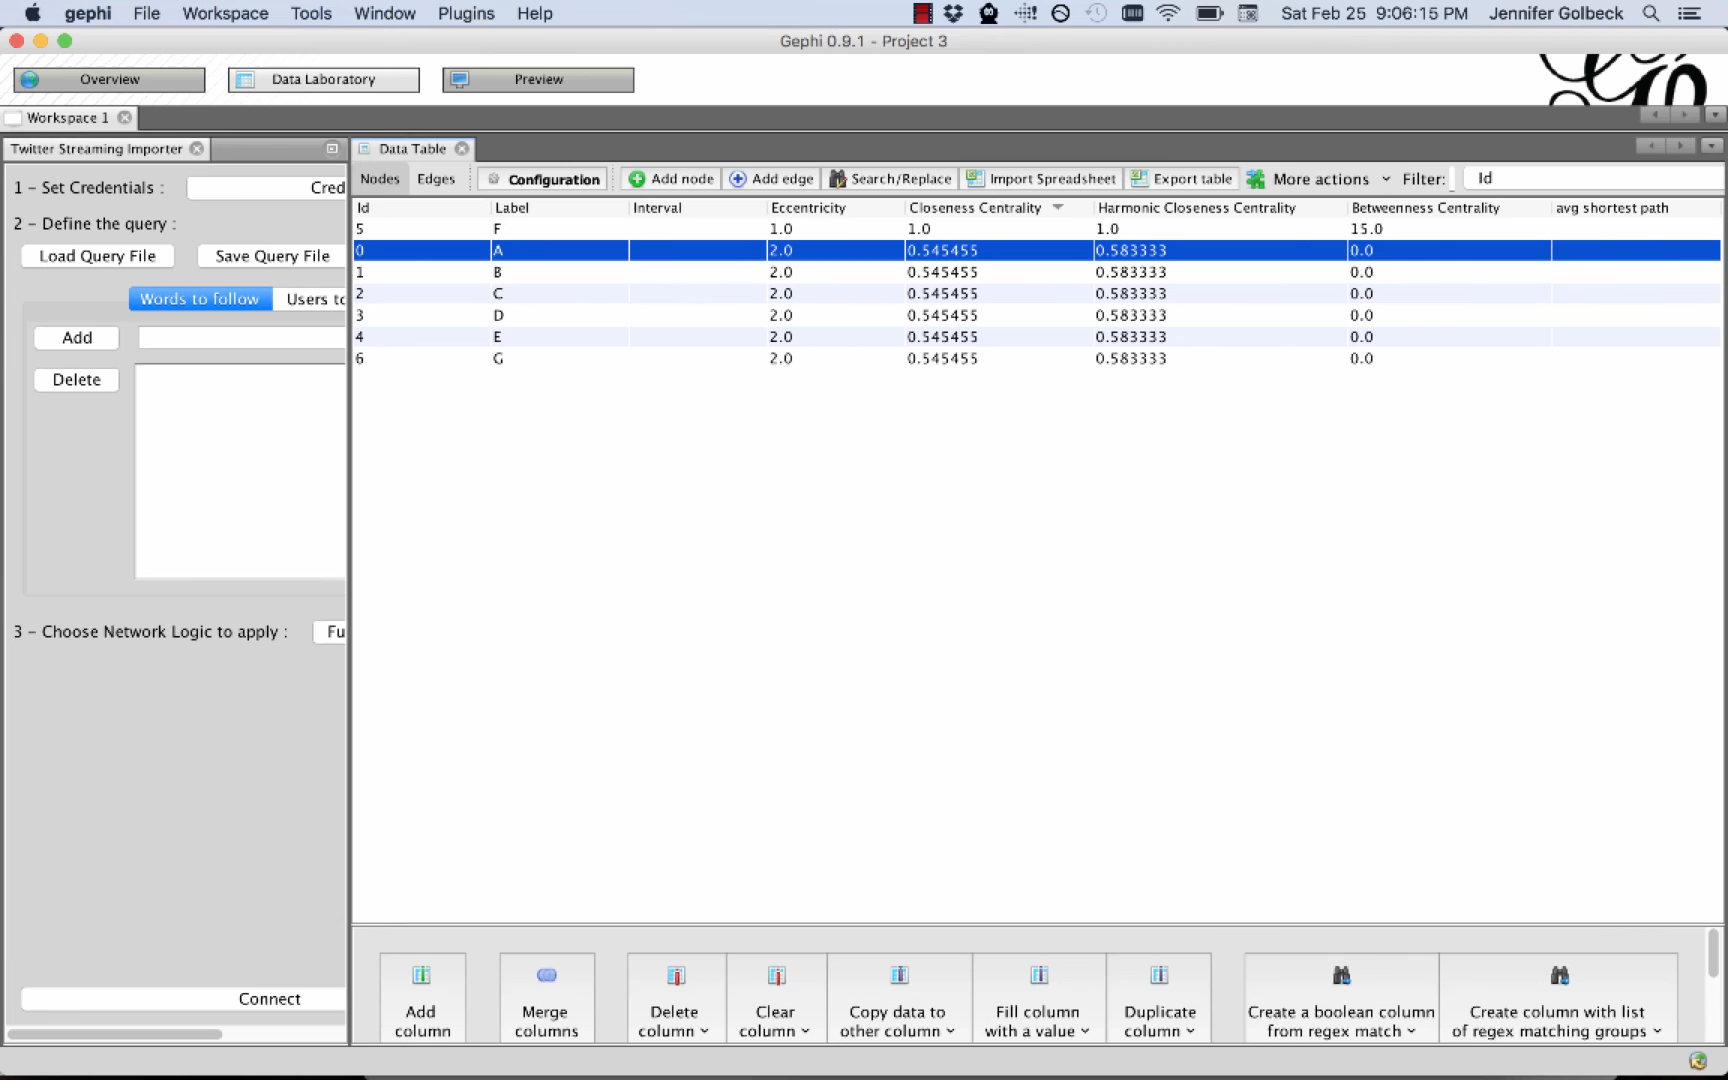 gephi File Workspace Tools Window Plugins Help Sat Feb 25 9:06:15 PM Jennifer Golbeck
Gephi 0.9.1 - Project 3
Overview Data Laboratory Preview
Workspace 1
Twitter Streaming Importer Data Table
1 - Set Credentials : Cred Nodes Edges Configuration Add node Add edge Search/Replace Import Spreadsheet Export table More actions Filter: Id
Id Label Interval Eccentricity Closeness Centrality Harmonic Closeness Centrality Betweenness Centrality avg shortest path
2 - Define the query :
5 F 1.0 1.0 1.0 15.0
Load Query File Save Query File
0 A 2.0 0.545455 0.583333 0.0
1 B 2.0 0.545455 0.583333 0.0
Words to follow Users to
2 C 2.0 0.545455 0.583333 0.0
3 D 2.0 0.545455 0.583333 0.0
Add
4 E 2.0 0.545455 0.583333 0.0
6 G 2.0 0.545455 0.583333 0.0
Delete
3 - Choose Network Logic to apply : Fu
Connect
Add column
Merge columns
Delete column
Clear column
Copy data to other column
Fill column with a value
Duplicate column
Create a boolean column from regex match
Create column with list of regex matching groups